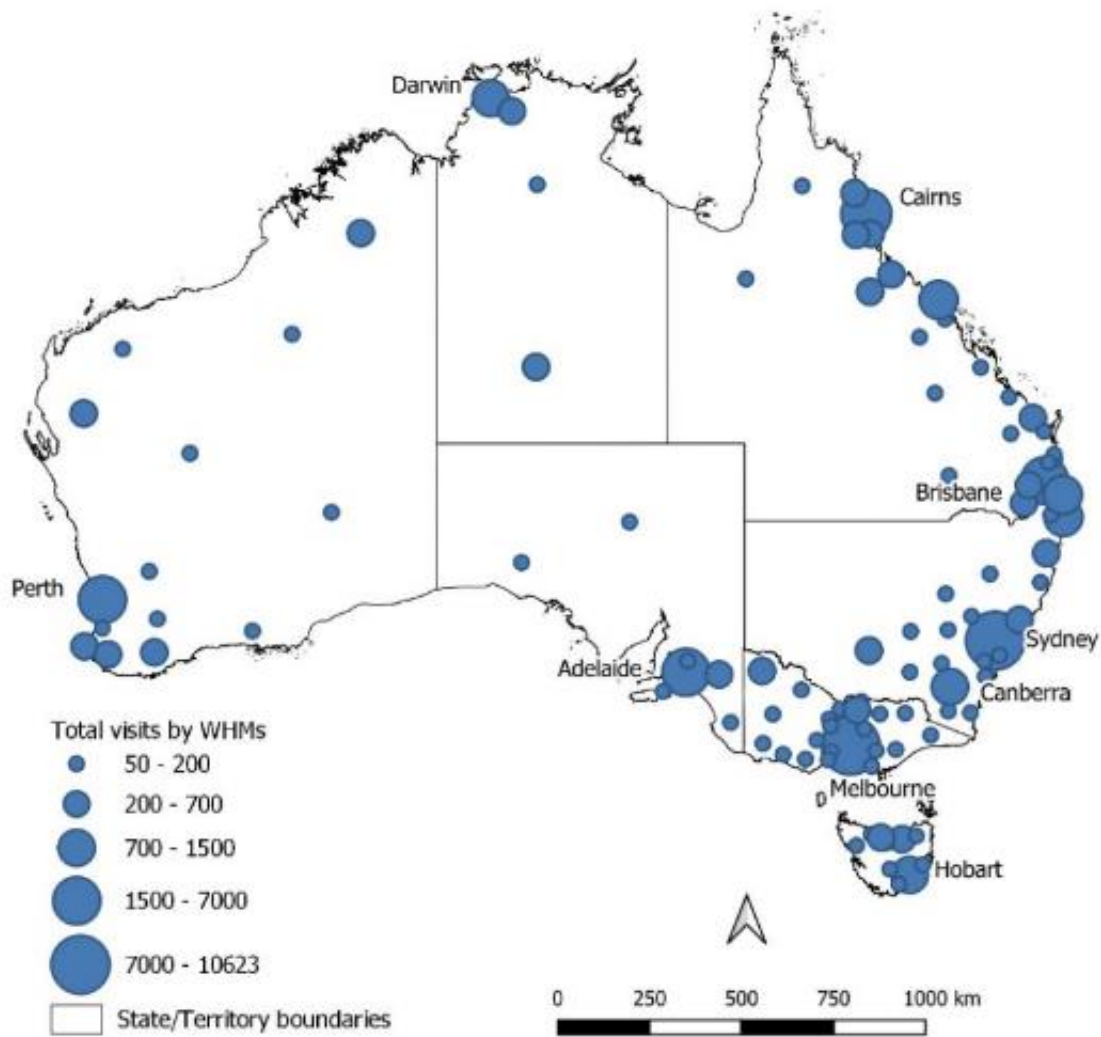 Darwin
Cairns
Brisbane
Perth
Sydney
Adelaide
Canberra
Melbourne
Hobart
Total visits by WHMs
50 - 200
200 - 700
700 - 1500
1500 - 7000
7000 - 10623
State/Territory boundaries
0 250 500 750 1000 km